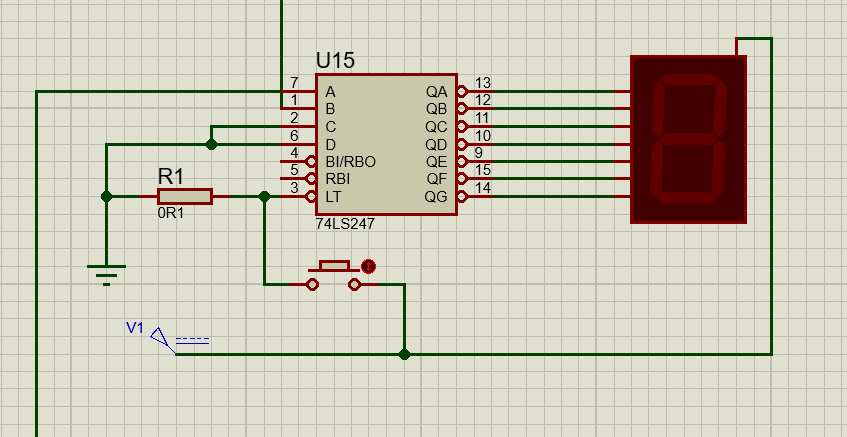 U15
7 A QA 13
1 B QB 12
2 C QC 11
6 D QD 10
4 BI/RBO QE 9
5 RBI QF 15
3 LT QG 14
74LS247
R1
0R1
V1